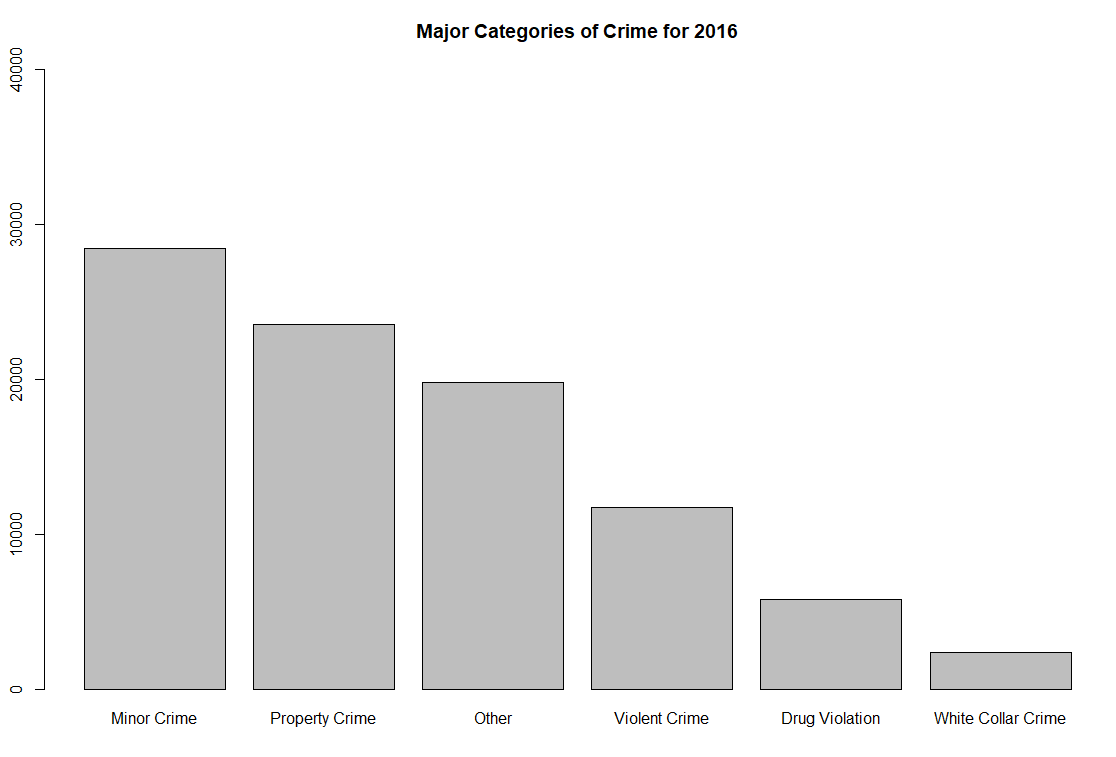 Major Categories of Crime for 2016
40000
30000
20000
10000
0
Minor Crime
Property Crime
Other
Violent Crime
Drug Violation
White Collar Crime